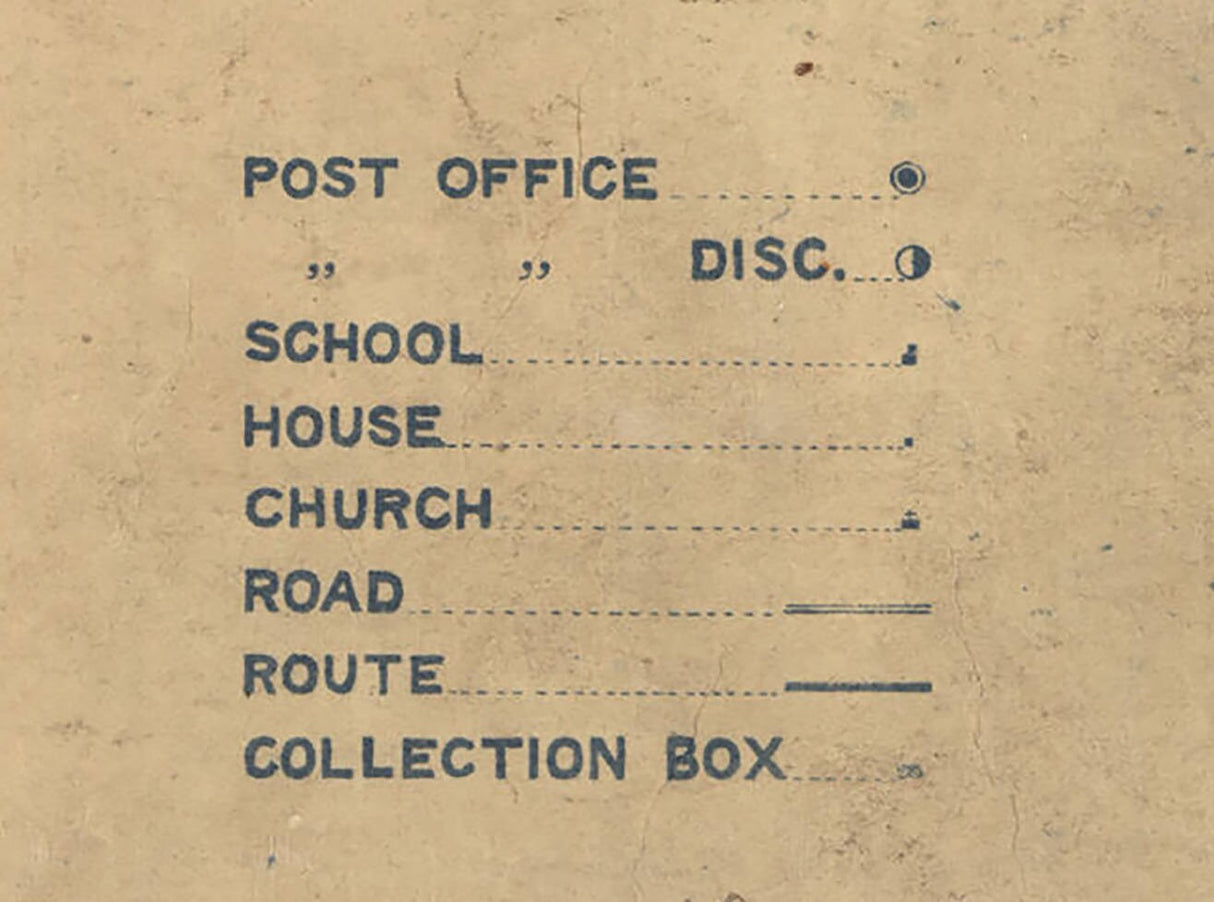 POST OFFICE
„ „ DISC.
SCHOOL
HOUSE
CHURCH
ROAD
ROUTE
COLLECTION BOX